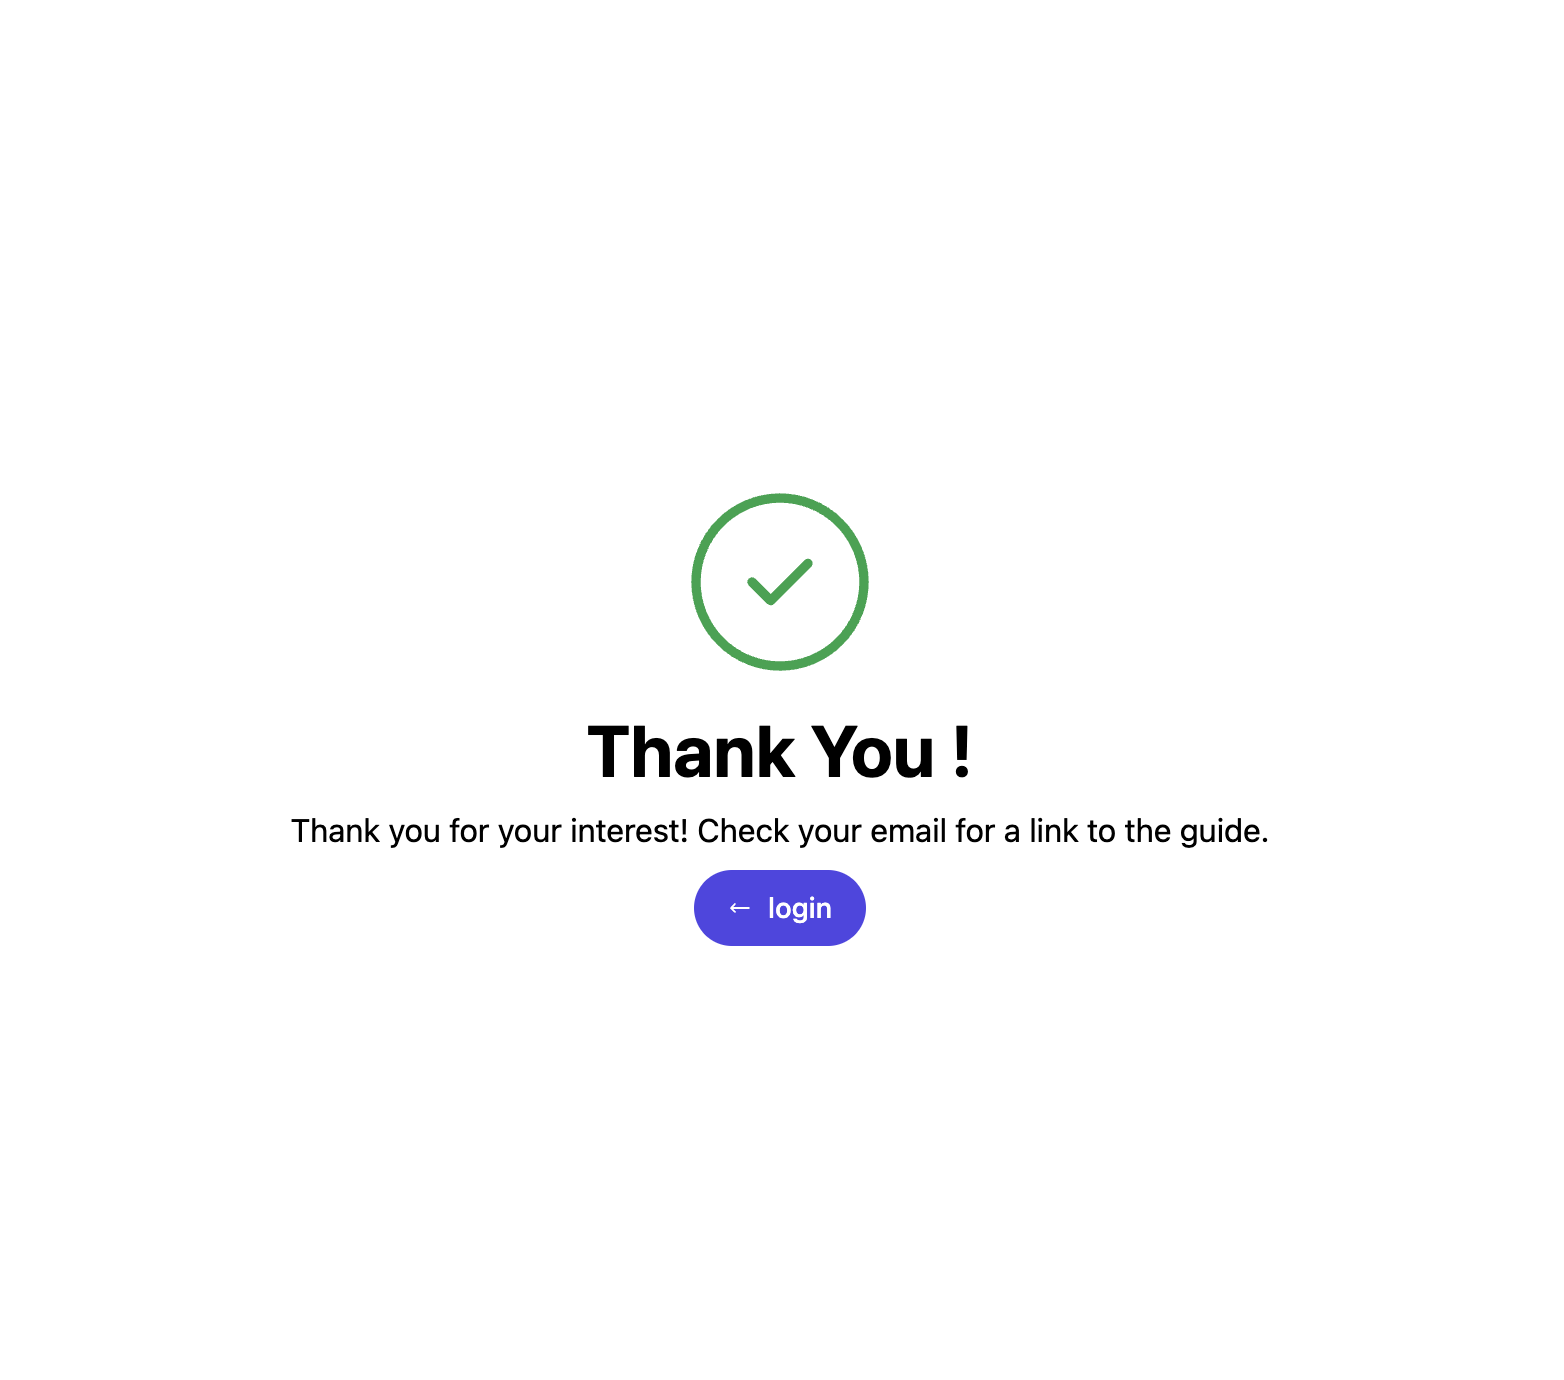 Thank You !
Thank you for your interest! Check your email for a link to the guide.
← login